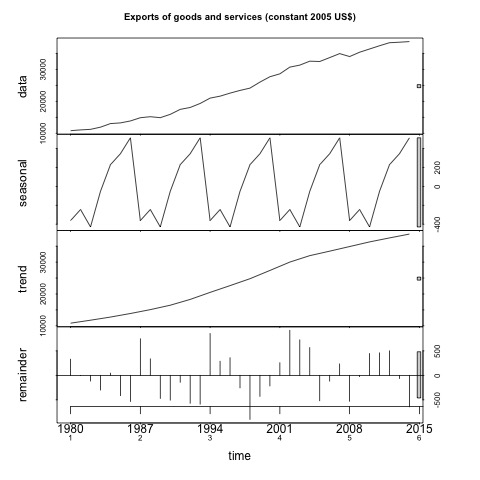 Exports of goods and services (constant 2005 US$)
data
10000 20000 30000
seasonal
-400 0 200
trend
10000 20000 30000
remainder
-500 0 500
1980 1987 1994 2001 2008 2015
1 2 3 4 5 6
time